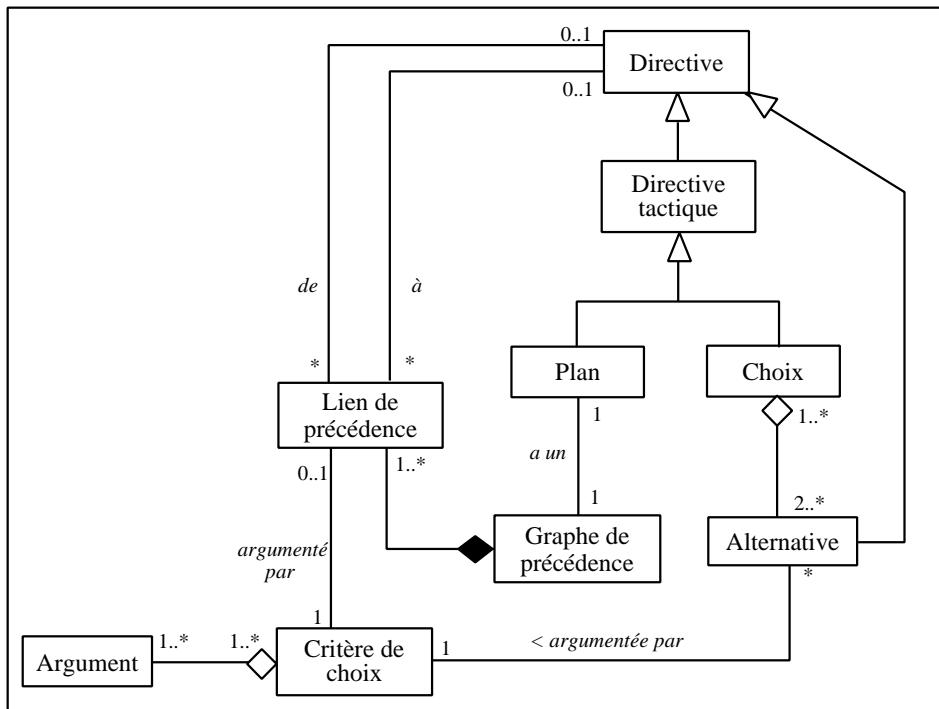 0..1
Directive
0..1
Directive
tactique
de
à
*
*
Plan
Choix
Lien de
précédence
1
1..*
0..1
1..*
a un
1
2..*
Graphe de
précédence
Alternative
argumenté
par
*
1
1..*
1..*
Argument
Critère de
choix
1
< argumentée par